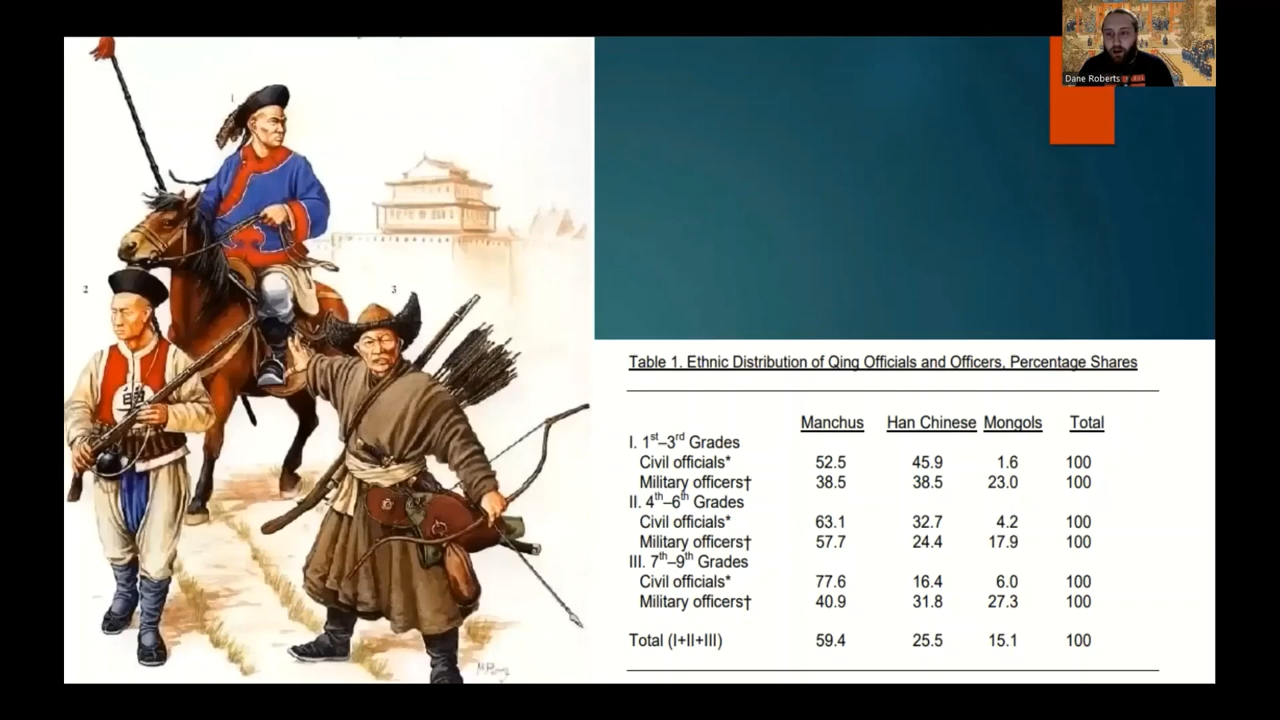 Dane Roberts
1
2
3
Table 1. Ethnic Distribution of Qing Officials and Officers, Percentage Shares
Manchus Han Chinese Mongols Total
I. 1st–3rd Grades
Civil officials* 52.5 45.9 1.6 100
Military officers† 38.5 38.5 23.0 100
II. 4th–6th Grades
Civil officials* 63.1 32.7 4.2 100
Military officers† 57.7 24.4 17.9 100
III. 7th–9th Grades
Civil officials* 77.6 16.4 6.0 100
Military officers† 40.9 31.8 27.3 100
Total (I+II+III) 59.4 25.5 15.1 100